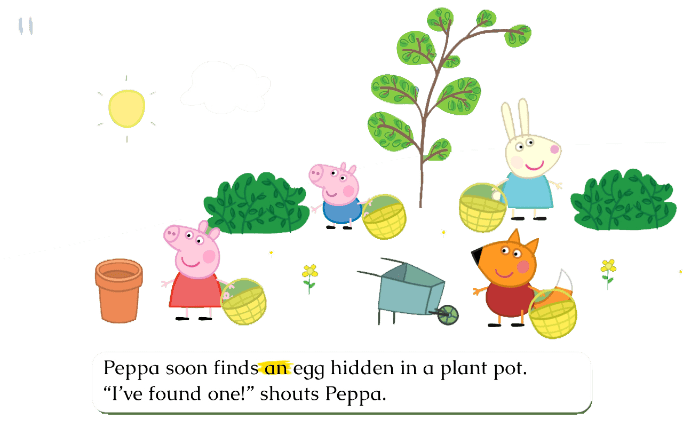 Peppa soon finds an egg hidden in a plant pot.
“I’ve found one!” shouts Peppa.